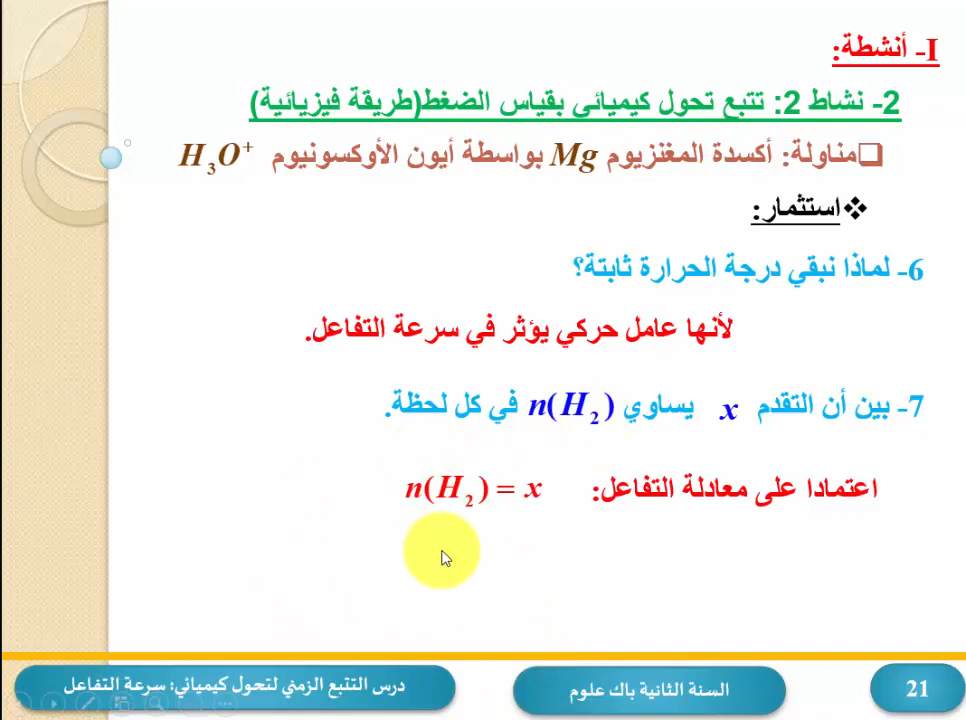 I- أنشطة:
2- نشاط 2: تتبع تحول كيميائي بقياس الضغط(طريقة فيزيائية)
❑مناولة: أكسدة المغنزيوم Mg بواسطة أيون الأوكسونيوم H₃O⁺
❖استثمار:
6- لماذا نبقي درجة الحرارة ثابتة؟
لأنها عامل حركي يؤثر في سرعة التفاعل.
7- بين أن التقدم x يساوي n(H₂) في كل لحظة.
اعتمادا على معادلة التفاعل: n(H₂) = x
21
السنة الثانية باك علوم
درس التتبع الزمني لتحول كيميائي: سرعة التفاعل